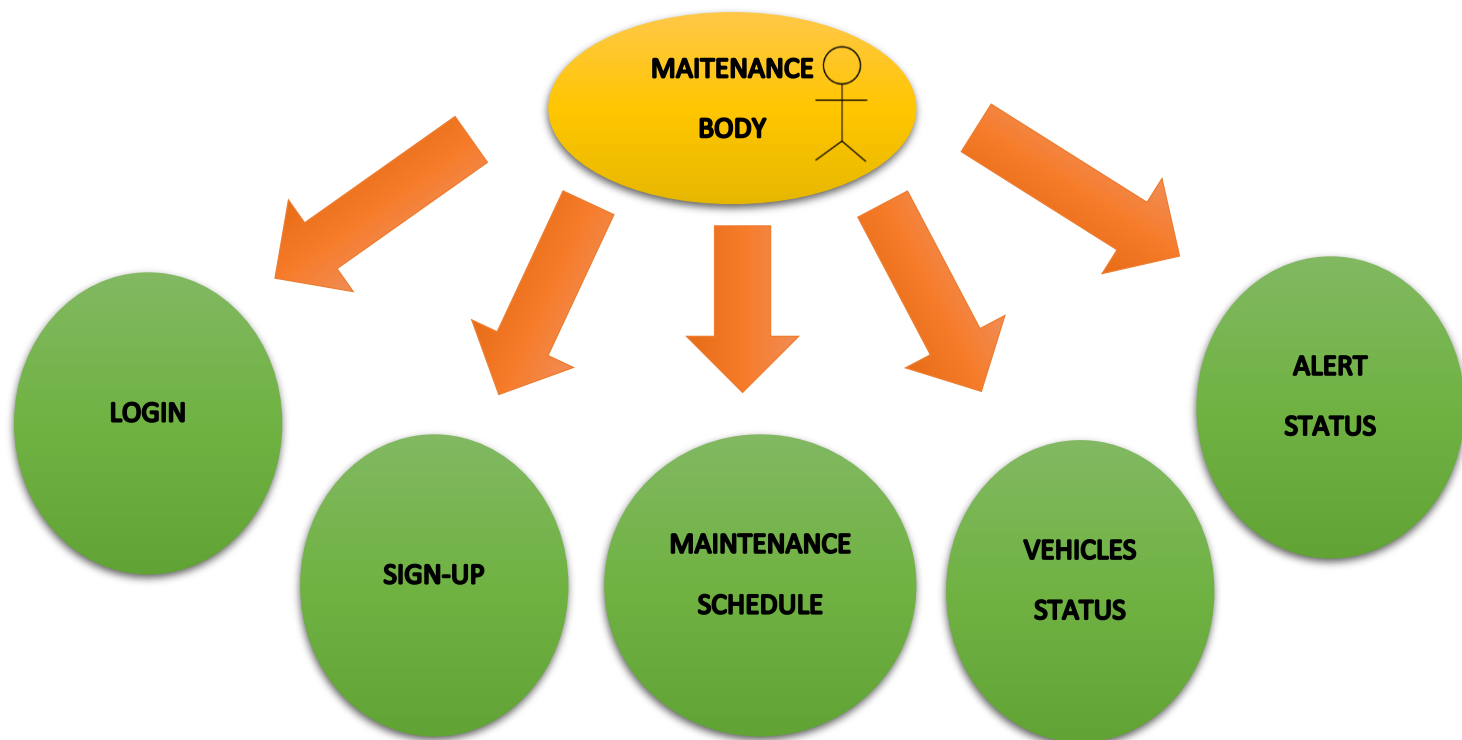 MAITENANCE
BODY
LOGIN
SIGN-UP
MAINTENANCE
SCHEDULE
VEHICLES
STATUS
ALERT
STATUS